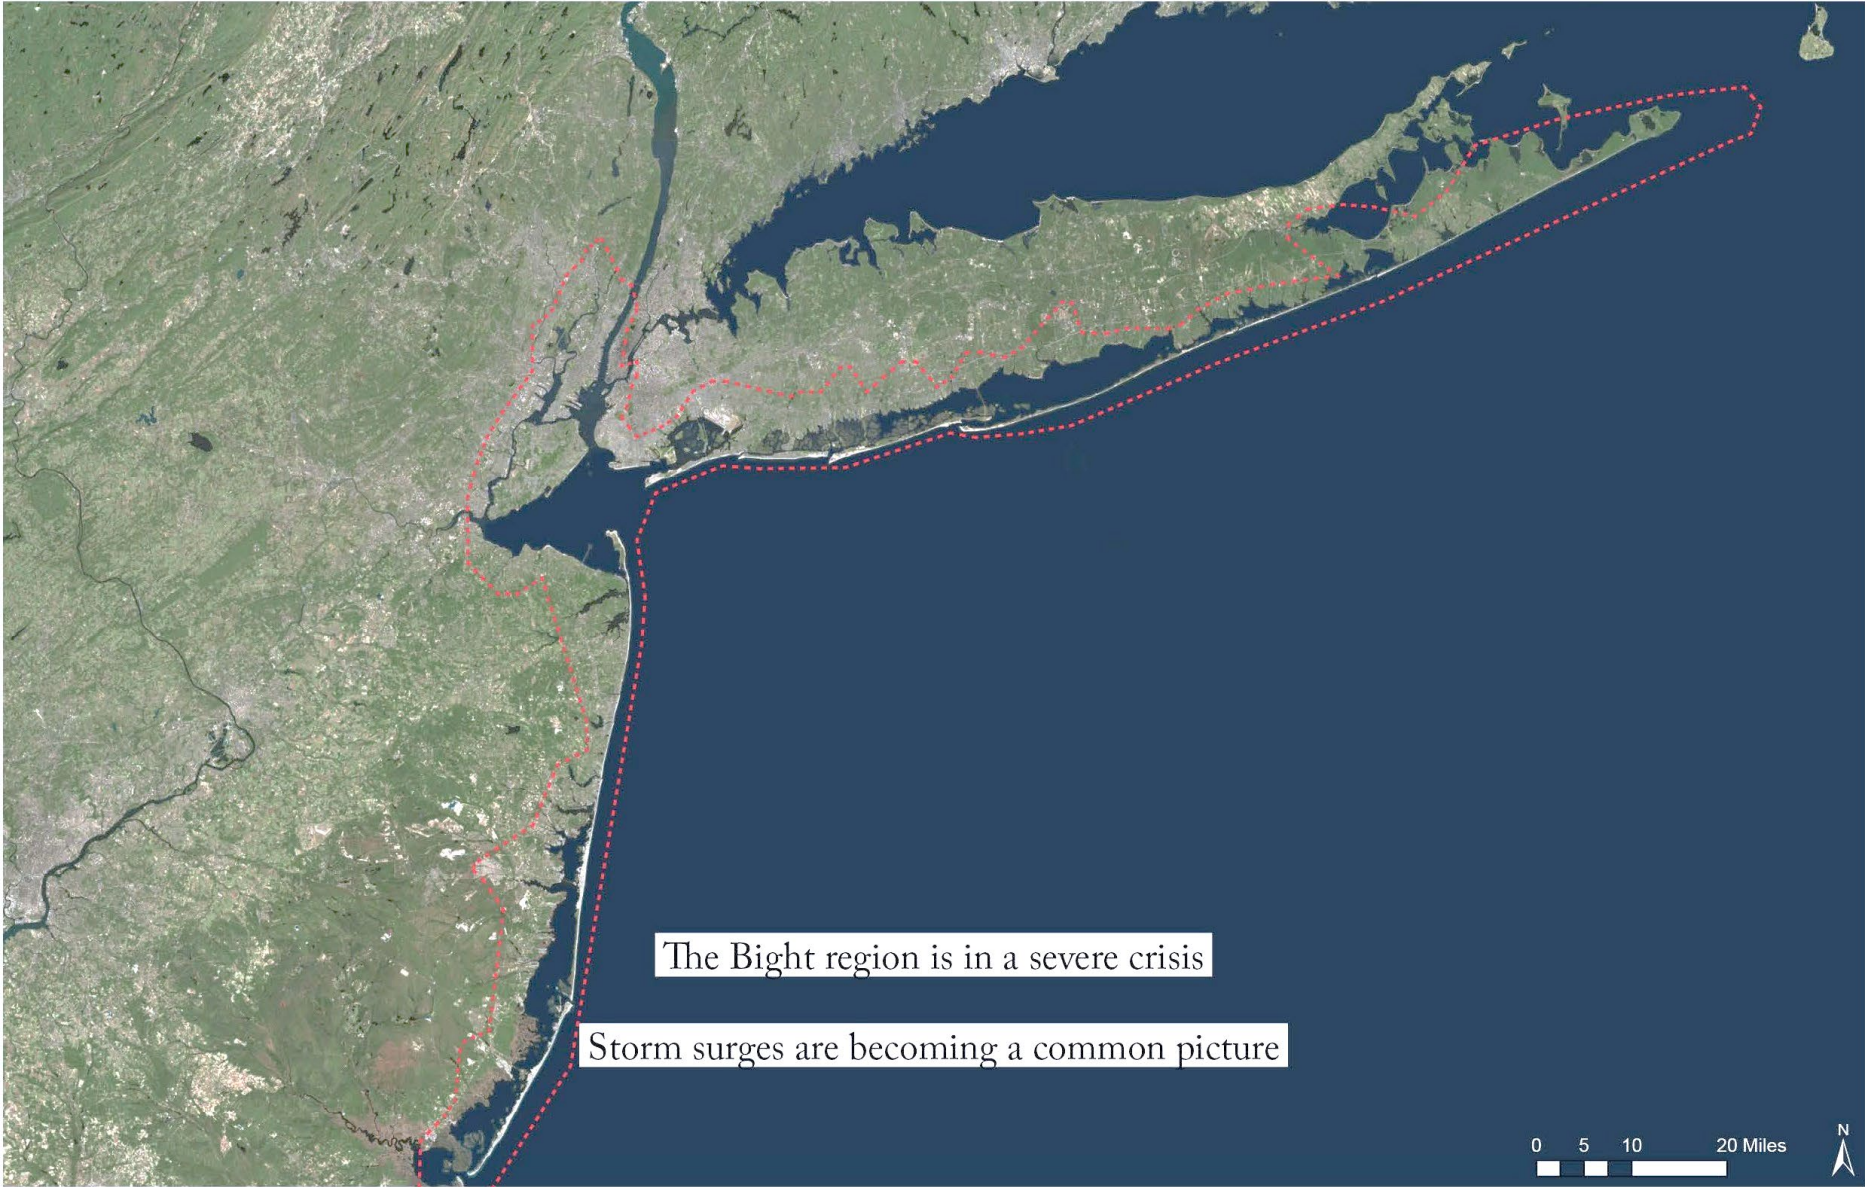 The Bight region is in a severe crisis
Storm surges are becoming a common picture
N
0 5 10 20 Miles